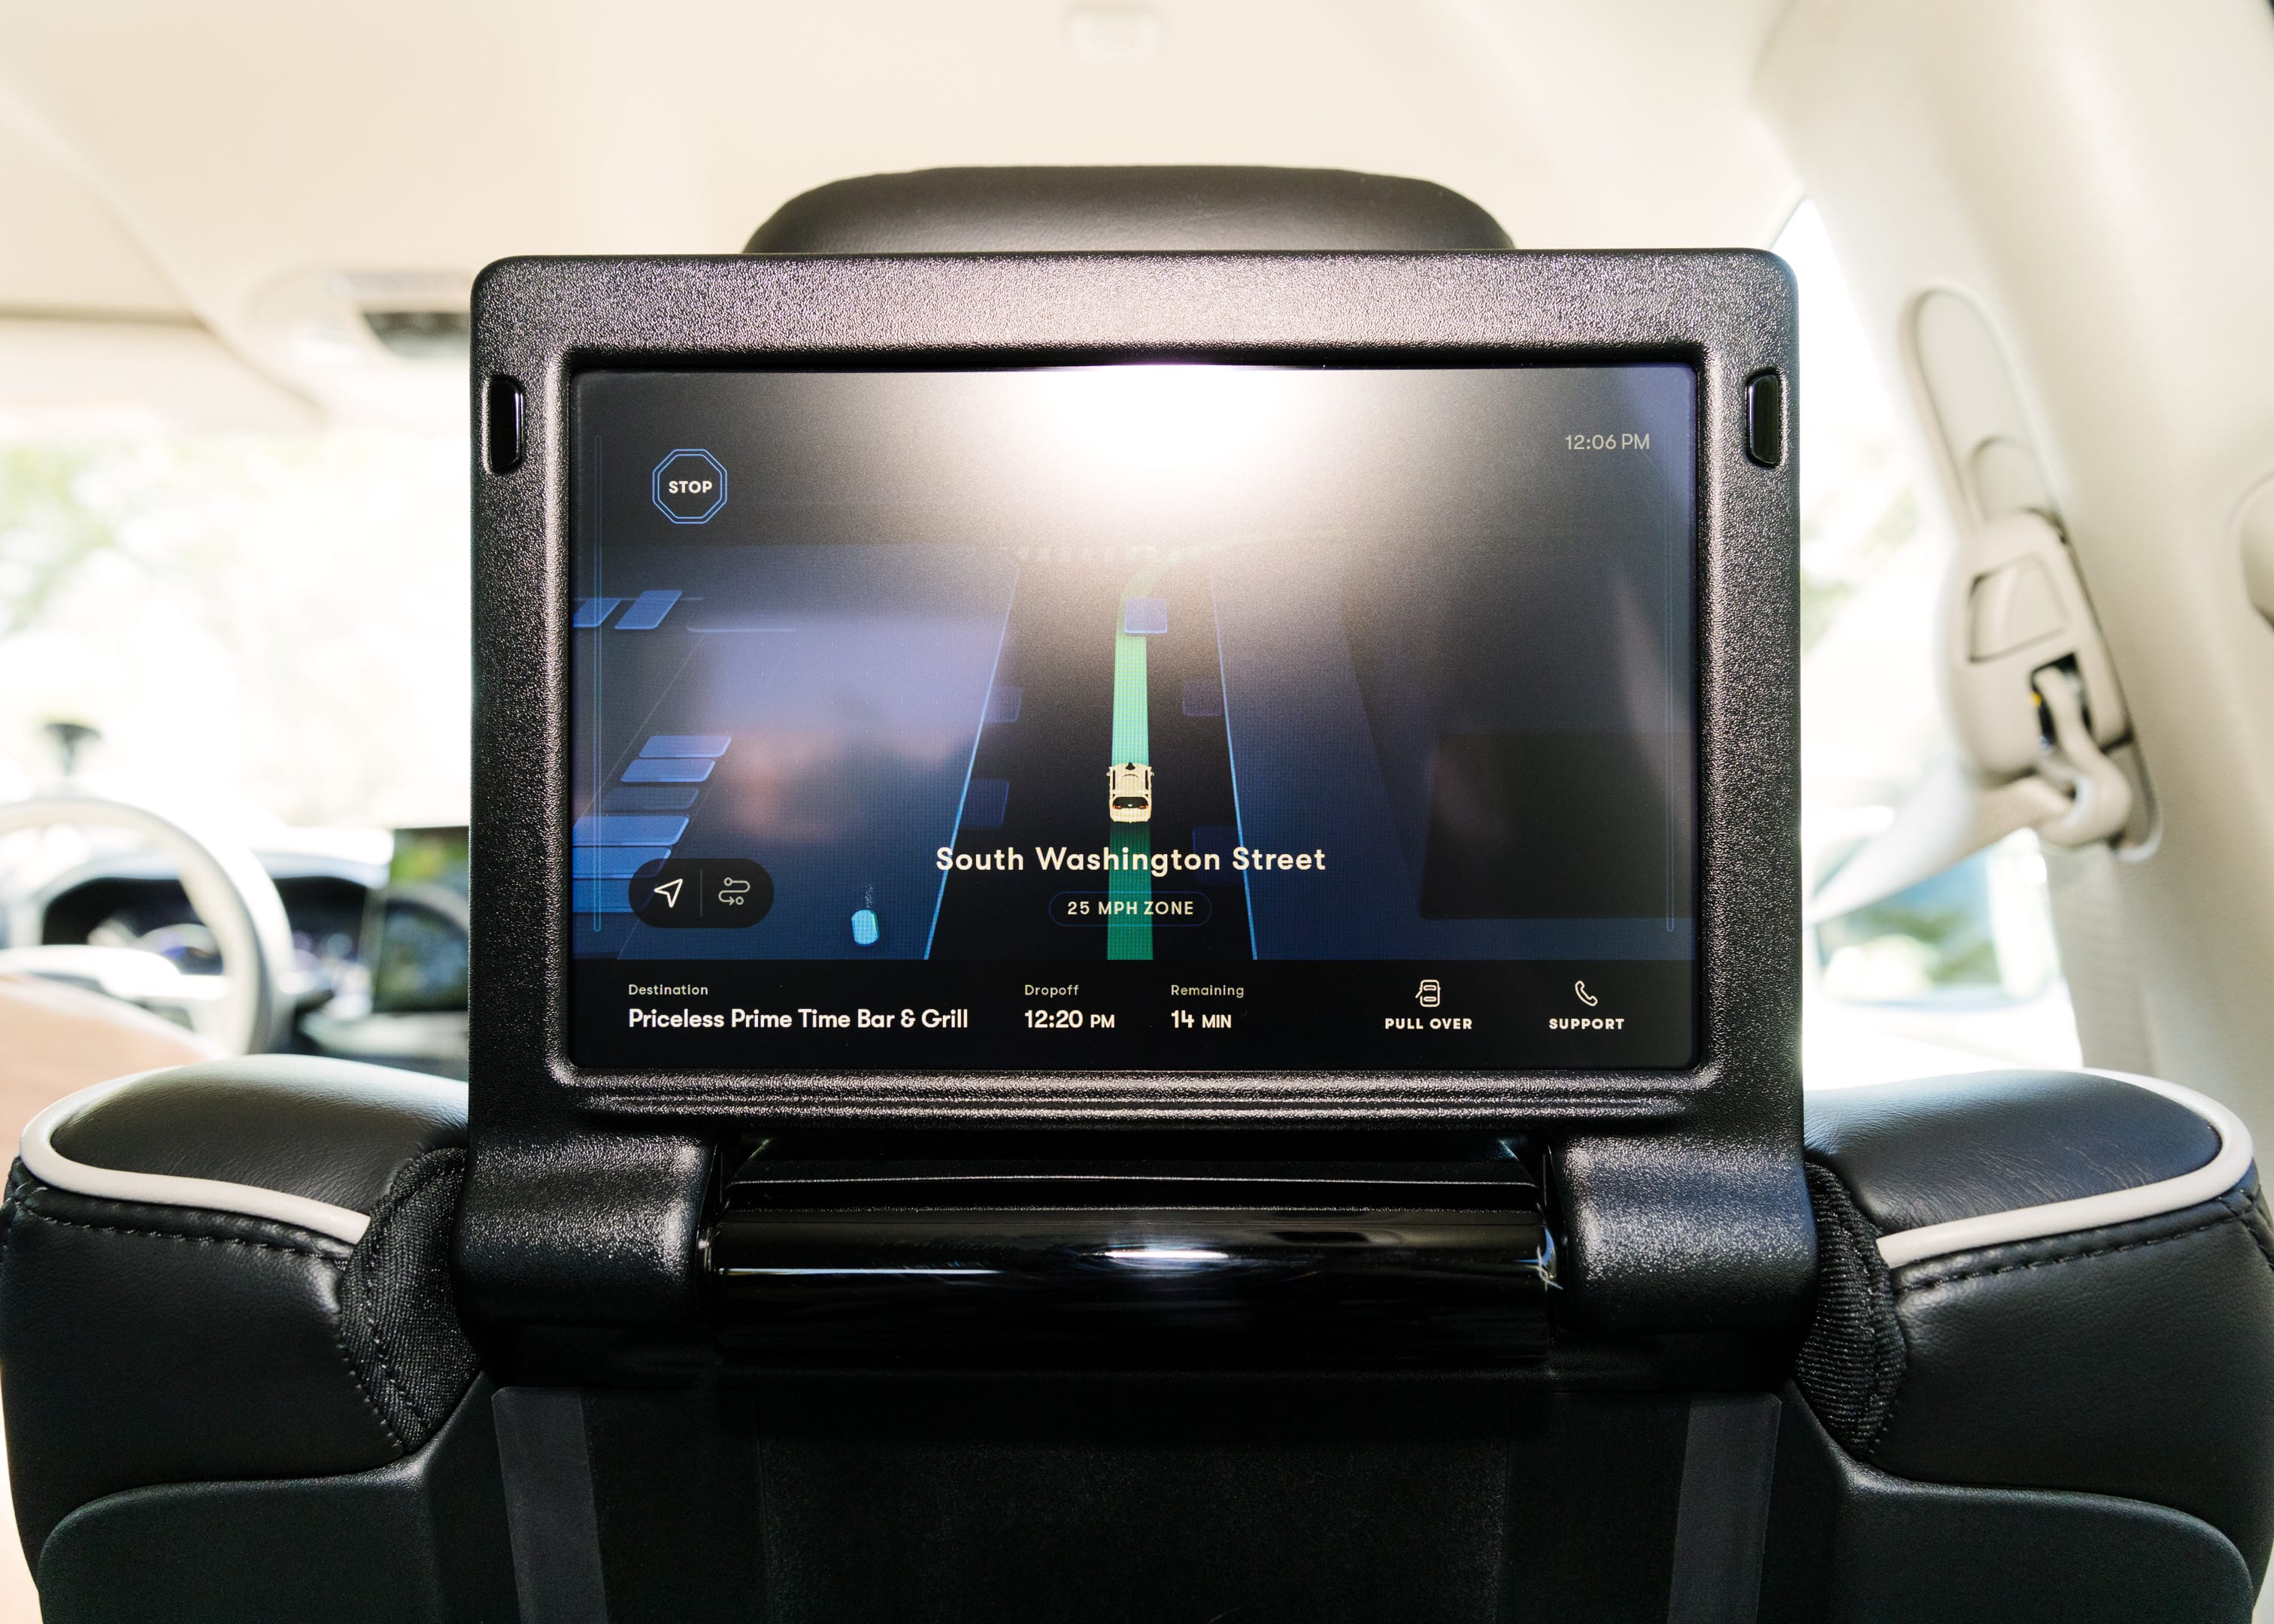 12:06 PM
STOP
South Washington Street
25 MPH ZONE
Destination
Priceless Prime Time Bar & Grill
Dropoff
12:20 PM
Remaining
14 MIN
PULL OVER
SUPPORT